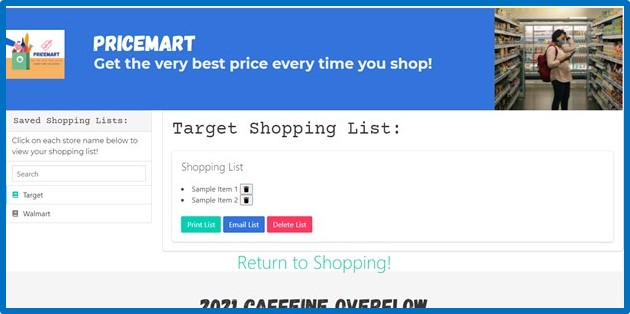 PRICEMART
PRICEMART
Get the very best price every time you shop!
Saved Shopping Lists:
Click on each store name below to
view your shopping list!
Search
Target
Walmart
Target Shopping List:
Shopping List
Sample Item 1
Sample Item 2
Print List Email List Delete List
Return to Shopping!
2021 CAFFEINE OVERFLOW